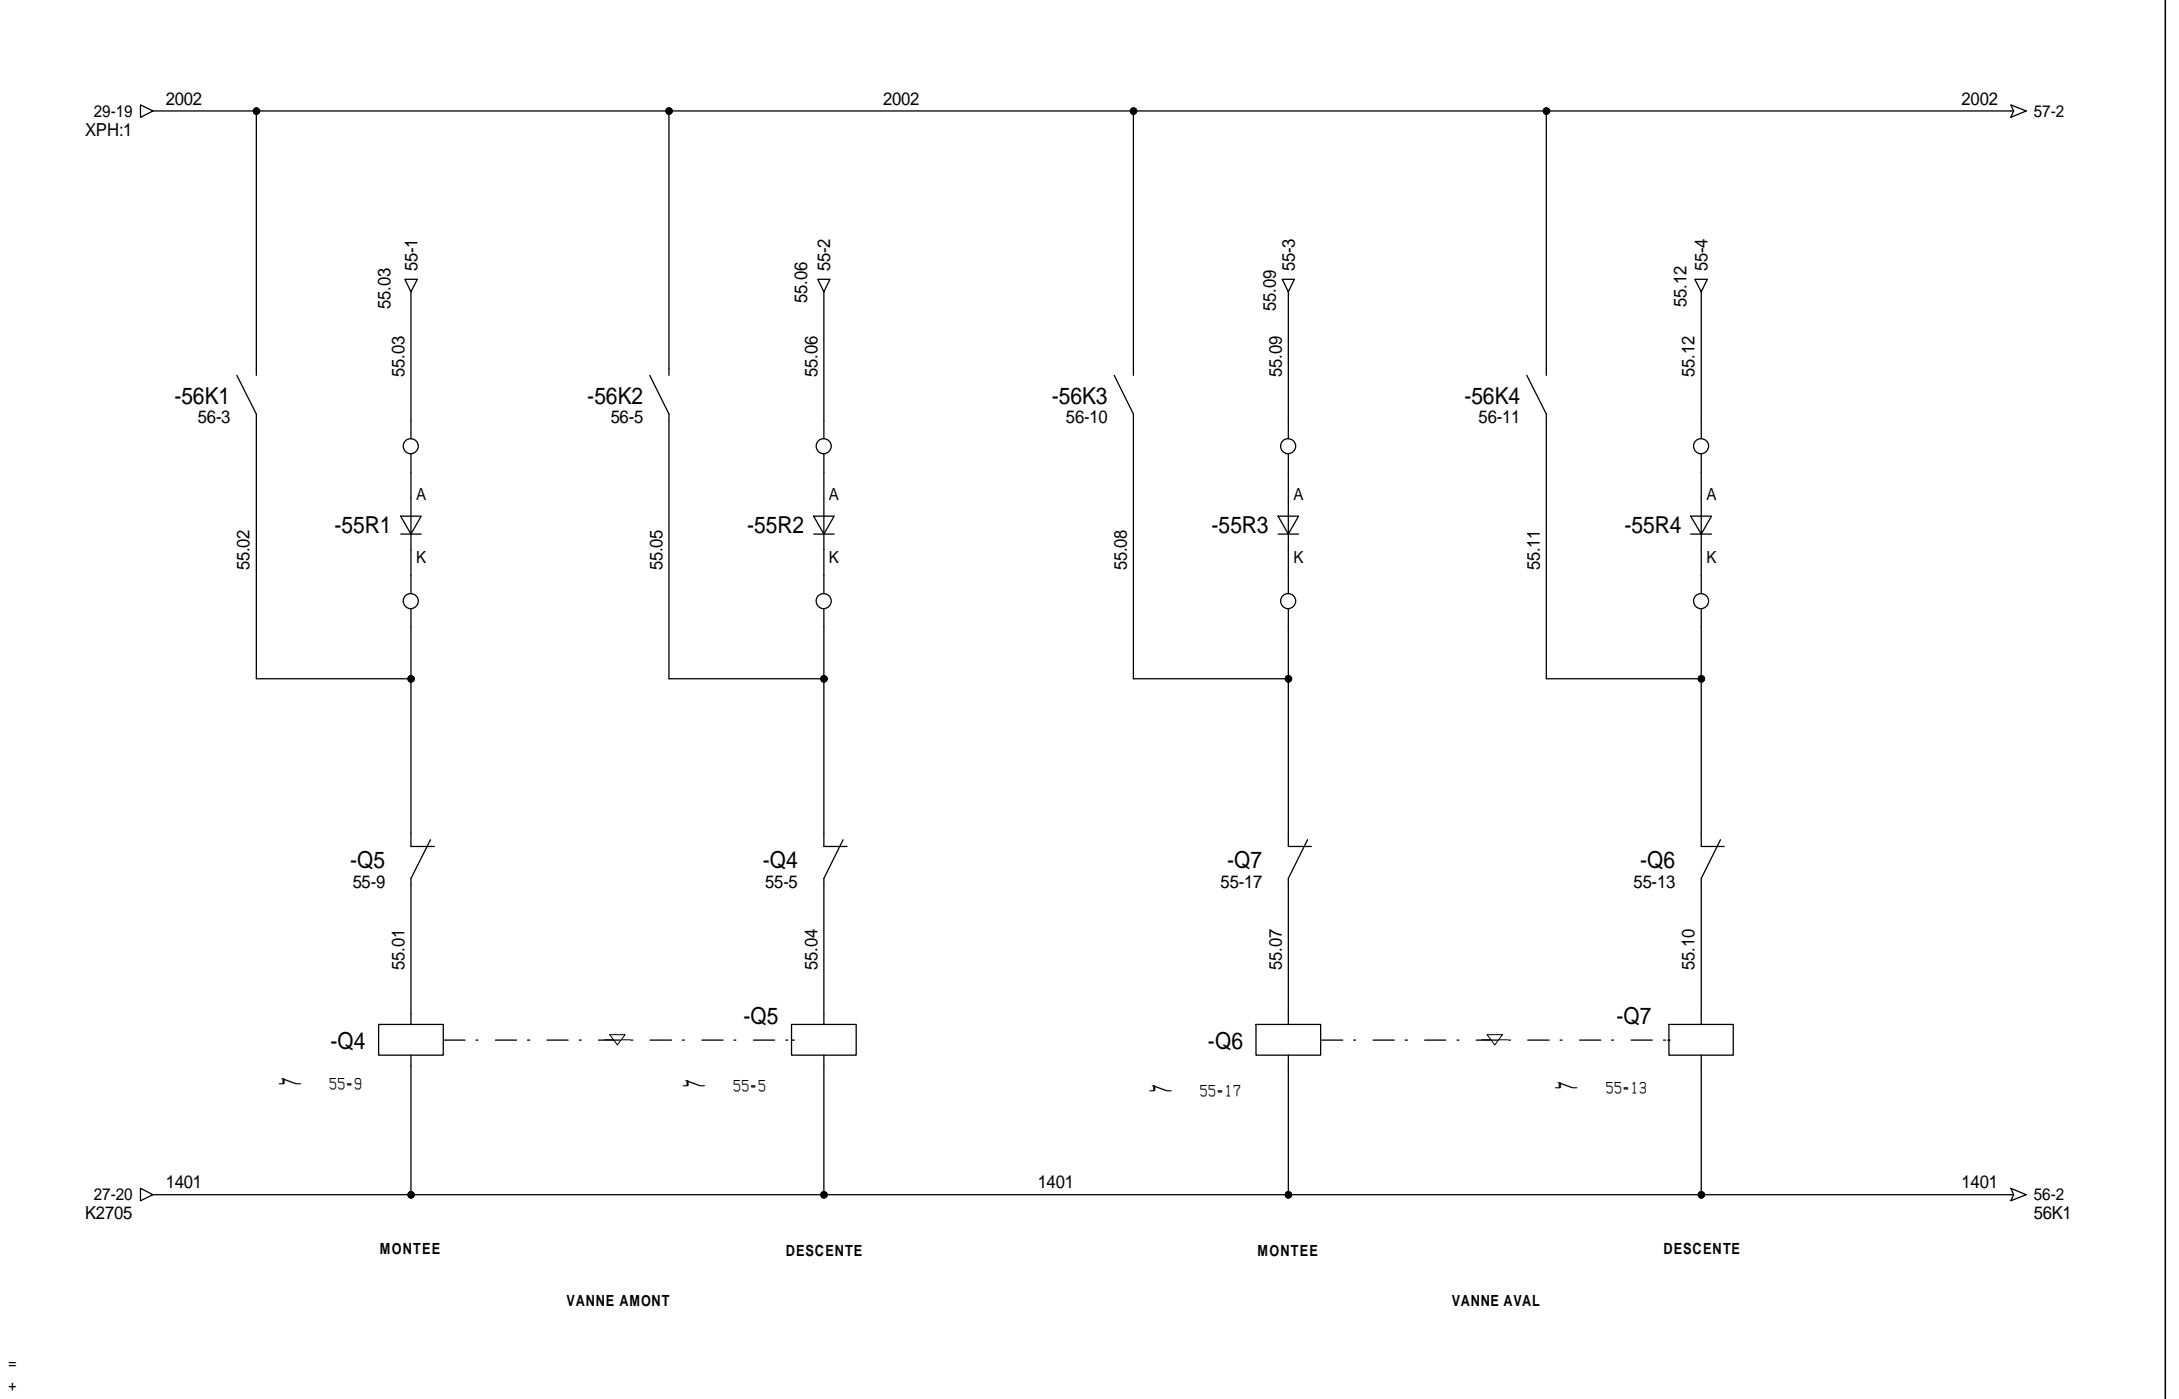 2002 2002 2002
29-19 57-2
XPH:1
55-1 55-2 55-3 55-4
55.03 55.06 55.09 55.12
55.03 55.06 55.09 55.12
-56K1 -56K2 -56K3 -56K4
56-3 56-5 56-10 56-11
A A A A
-55R1 -55R2 -55R3 -55R4
55.02 55.05 55.08 55.11
K K K K
-Q5 -Q4 -Q7 -Q6
55-9 55-5 55-17 55-13
55.01 55.04 55.07 55.10
-Q5 -Q7
-Q4 -Q6
55-9 55-5 55-17 55-13
1401 1401 1401
27-20 56-2
K2705 56K1
MONTEE DESCENTE MONTEE DESCENTE
VANNE AMONT VANNE AVAL
=
+